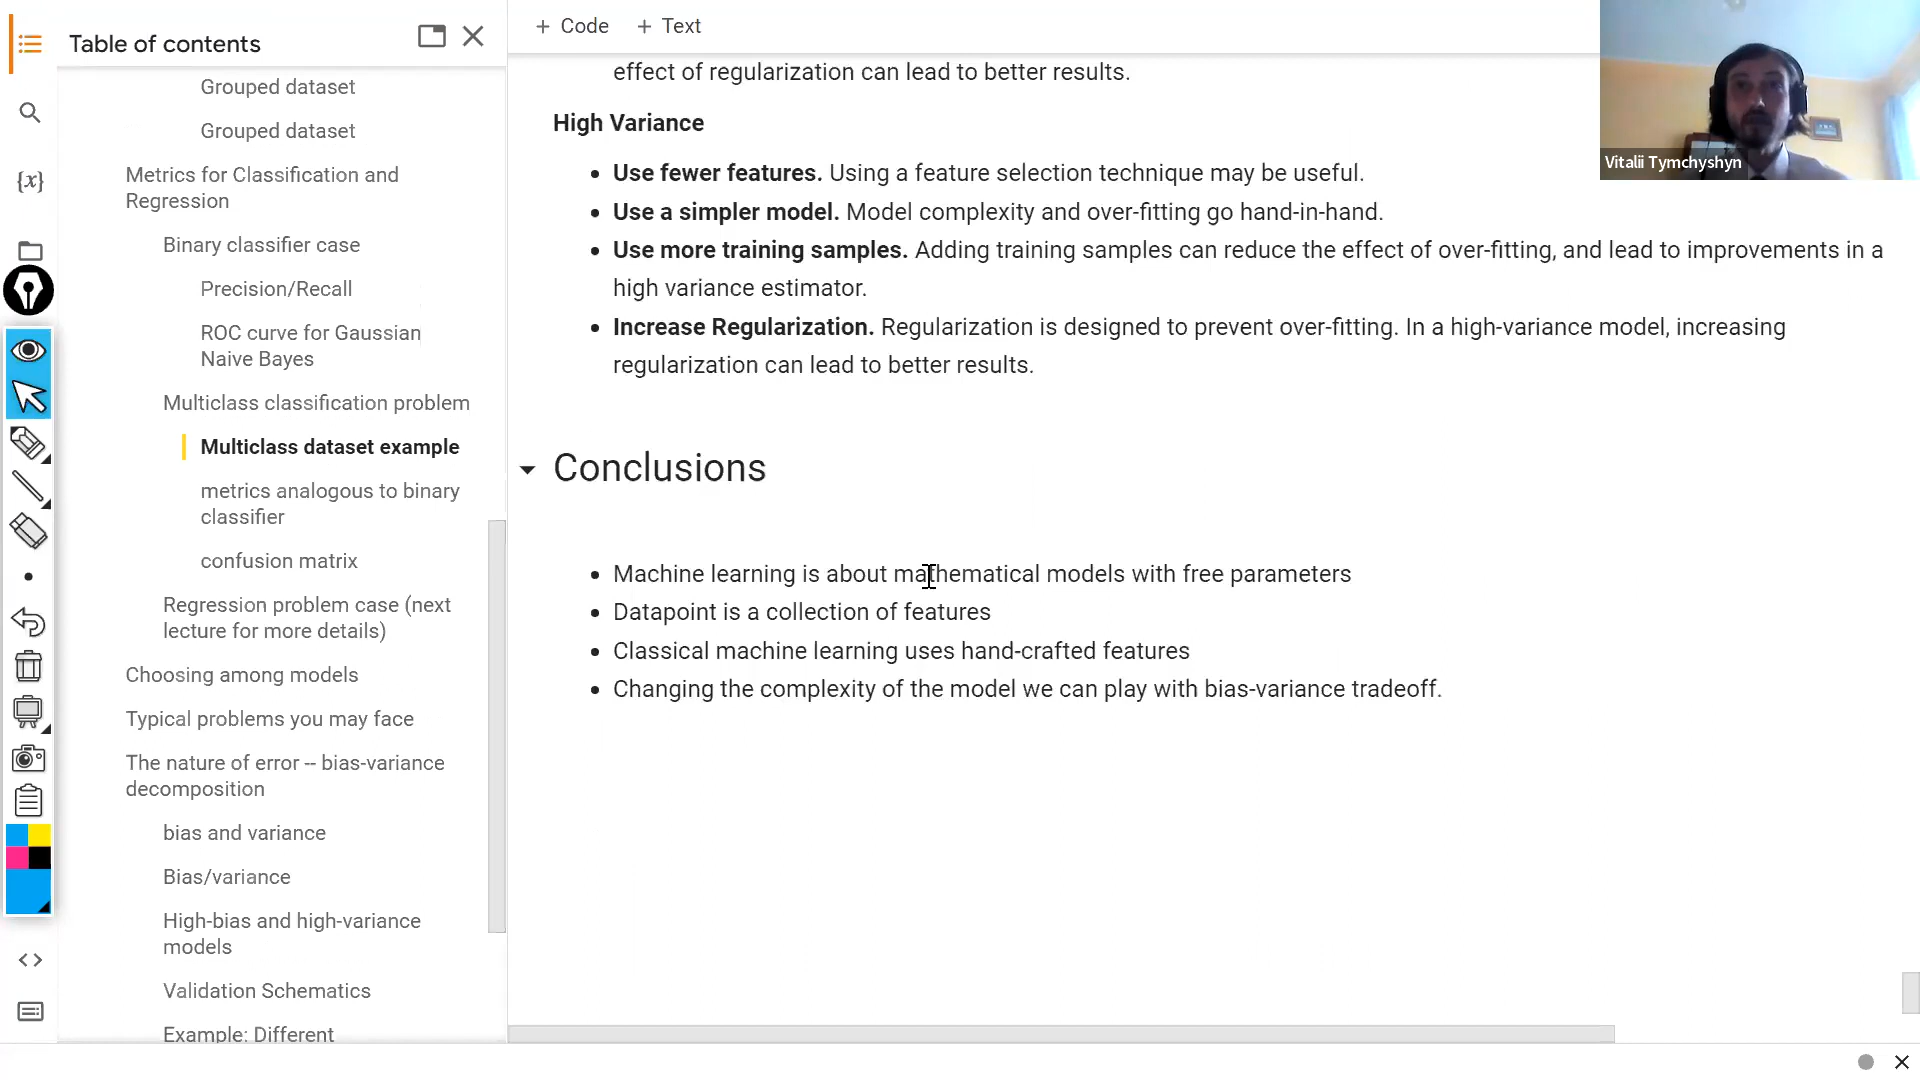 Table of contents
Grouped dataset
Grouped dataset
Metrics for Classification and
Regression
Binary classifier case
Precision/Recall
ROC curve for Gaussian
Naive Bayes
Multiclass classification problem
Multiclass dataset example
metrics analogous to binary
classifier
confusion matrix
Regression problem case (next
lecture for more details)
Choosing among models
Typical problems you may face
The nature of error -- bias-variance
decomposition
bias and variance
Bias/variance
High-bias and high-variance
models
Validation Schematics
Example: Different
{x}
<>
+ Code + Text
effect of regularization can lead to better results.
High Variance
• Use fewer features. Using a feature selection technique may be useful.
• Use a simpler model. Model complexity and over-fitting go hand-in-hand.
• Use more training samples. Adding training samples can reduce the effect of over-fitting, and lead to improvements in a
high variance estimator.
• Increase Regularization. Regularization is designed to prevent over-fitting. In a high-variance model, increasing
regularization can lead to better results.
Conclusions
• Machine learning is about mathematical models with free parameters
• Datapoint is a collection of features
• Classical machine learning uses hand-crafted features
• Changing the complexity of the model we can play with bias-variance tradeoff.
Vitalii Tymchyshyn